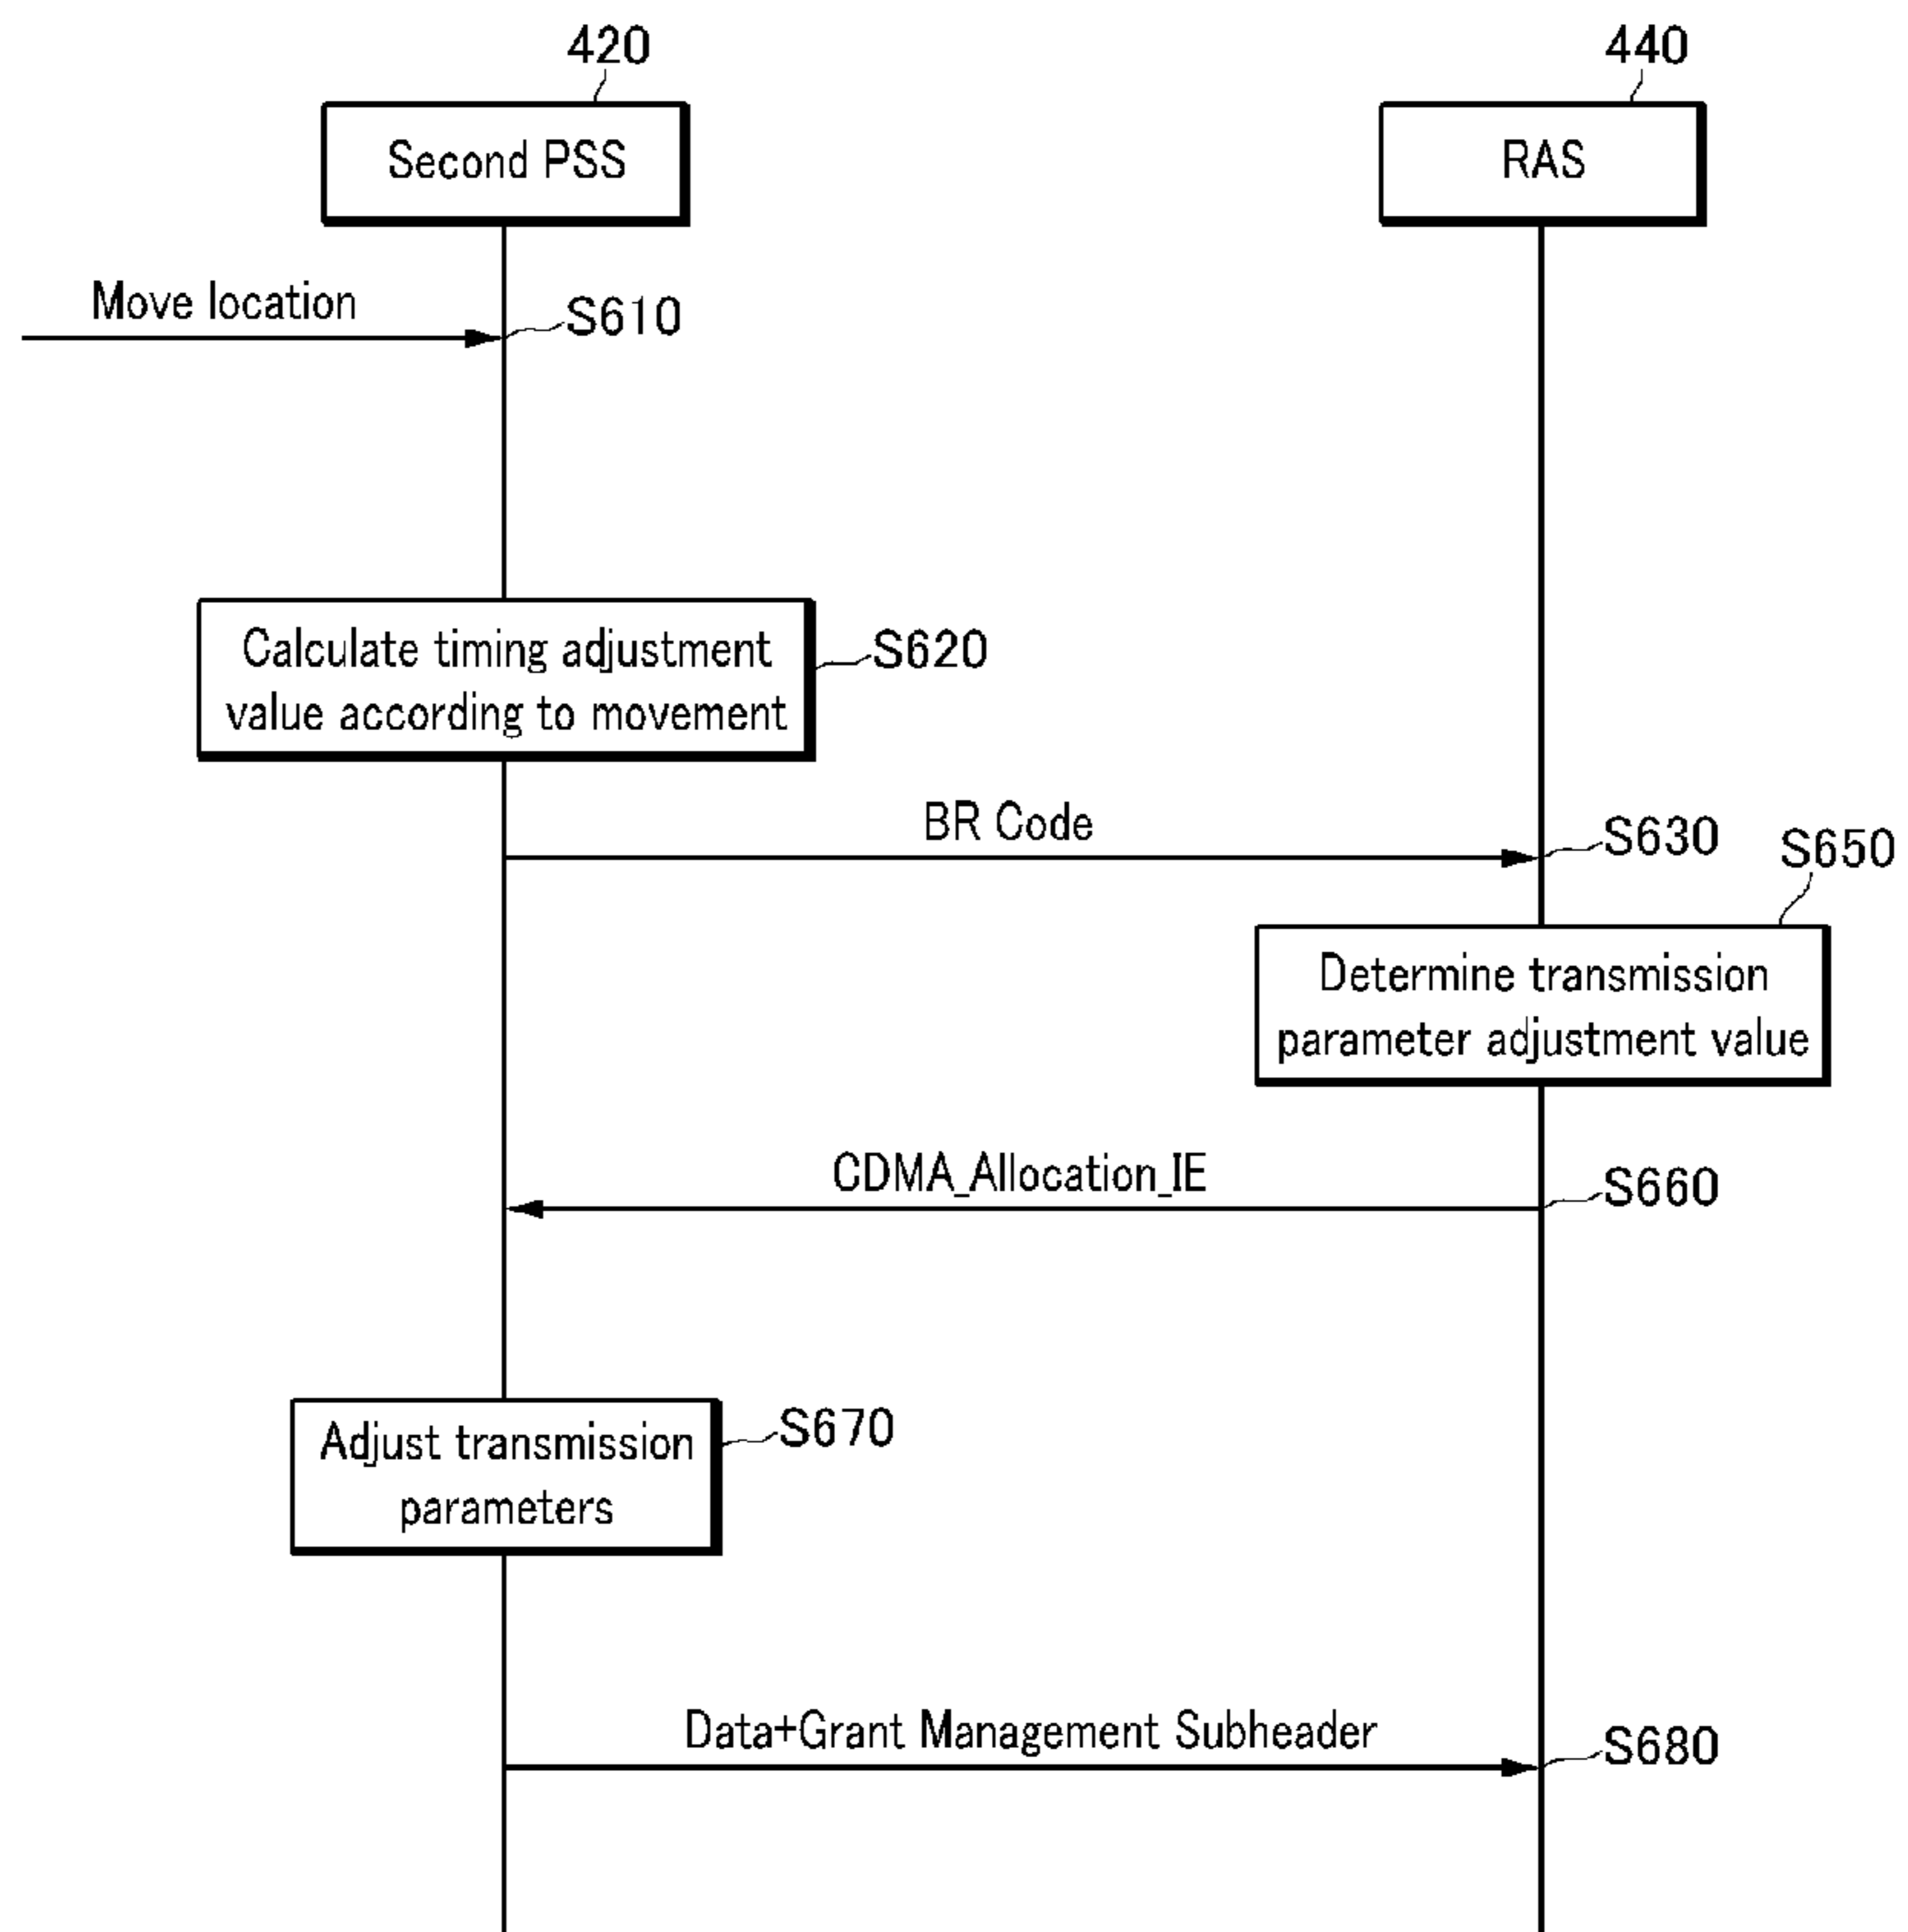 420
440
Second PSS
RAS
Move location
S610
Calculate timing adjustment
value according to movement
S620
BR Code
S630
S650
Determine transmission
parameter adjustment value
CDMA_Allocation_IE
S660
Adjust transmission
parameters
S670
Data+Grant Management Subheader
S680